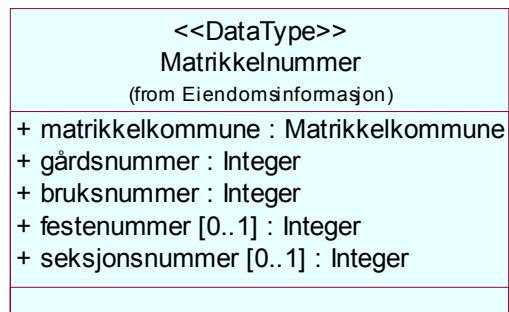 <<DataType>>
Matrikkelnummer
(from Eiendomsinformasjon)
+ matrikkelkommune : Matrikkelkommune
+ gårdsnummer : Integer
+ bruksnummer : Integer
+ festenummer [0..1] : Integer
+ seksjonsnummer [0..1] : Integer